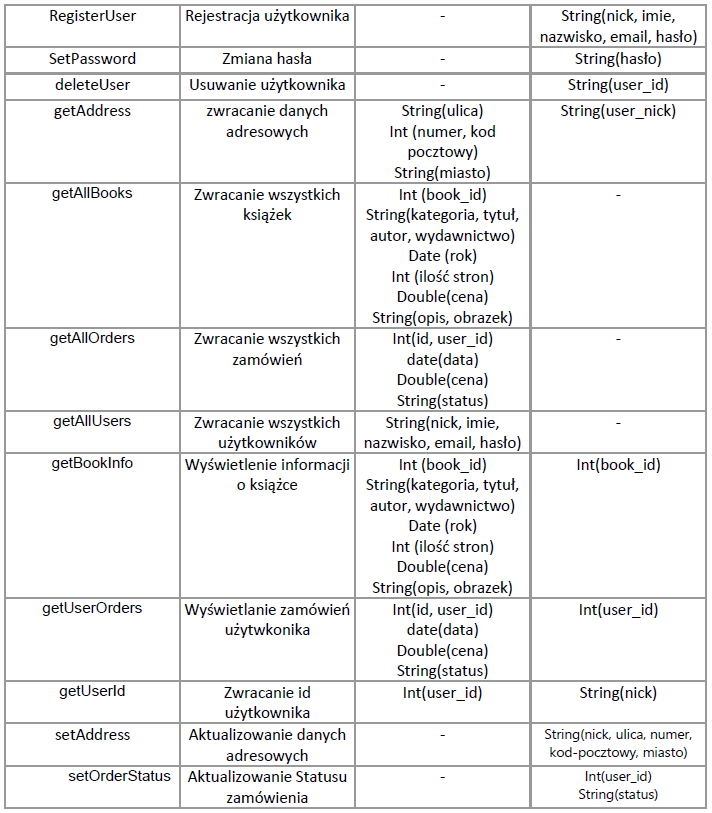 RegisterUser
Rejestracja użytkownika
-
String(nick, imie,
nazwisko, email, hasło)
SetPassword
Zmiana hasła
-
String(hasło)
deleteUser
Usuwanie użytkownika
-
String(user_id)
getAddress
zwracanie danych
adresowych
String(ulica)
Int (numer, kod
pocztowy)
String(miasto)
String(user_nick)
getAllBooks
Zwracanie wszystkich
książek
Int (book_id)
String(kategoria, tytuł,
autor, wydawnictwo)
Date (rok)
Int (ilość stron)
Double(cena)
String(opis, obrazek)
-
getAllOrders
Zwracanie wszystkich
zamówień
Int(id, user_id)
date(data)
Double(cena)
String(status)
-
getAllUsers
Zwracanie wszystkich
użytkowników
String(nick, imie,
nazwisko, email, hasło)
-
getBookInfo
Wyświetlenie informacji
o książce
Int (book_id)
String(kategoria, tytuł,
autor, wydawnictwo)
Date (rok)
Int (ilość stron)
Double(cena)
String(opis, obrazek)
Int(book_id)
getUserOrders
Wyświetlanie zamówień
użytwkonika
Int(id, user_id)
date(data)
Double(cena)
String(status)
Int(user_id)
getUserId
Zwracanie id
użytkownika
Int(user_id)
String(nick)
setAddress
Aktualizowanie danych
adresowych
-
String(nick, ulica, numer,
kod-pocztowy, miasto)
setOrderStatus
Aktualizowanie Statusu
zamówienia
-
Int(user_id)
String(status)